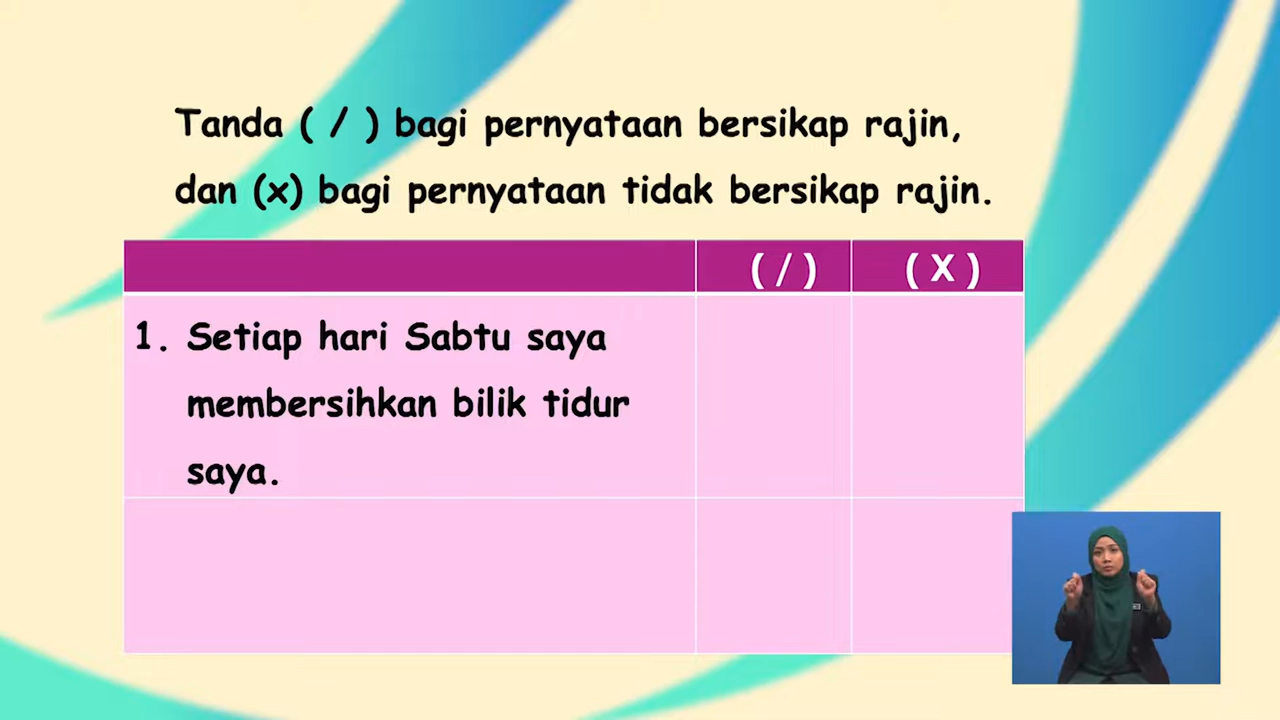 Tanda ( / ) bagi pernyataan bersikap rajin,
dan (x) bagi pernyataan tidak bersikap rajin.
( / ) ( X )
1. Setiap hari Sabtu saya
membersihkan bilik tidur
saya.